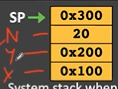 SP → 0x300
N 20
Y 0x200
X 0x100
System stack when